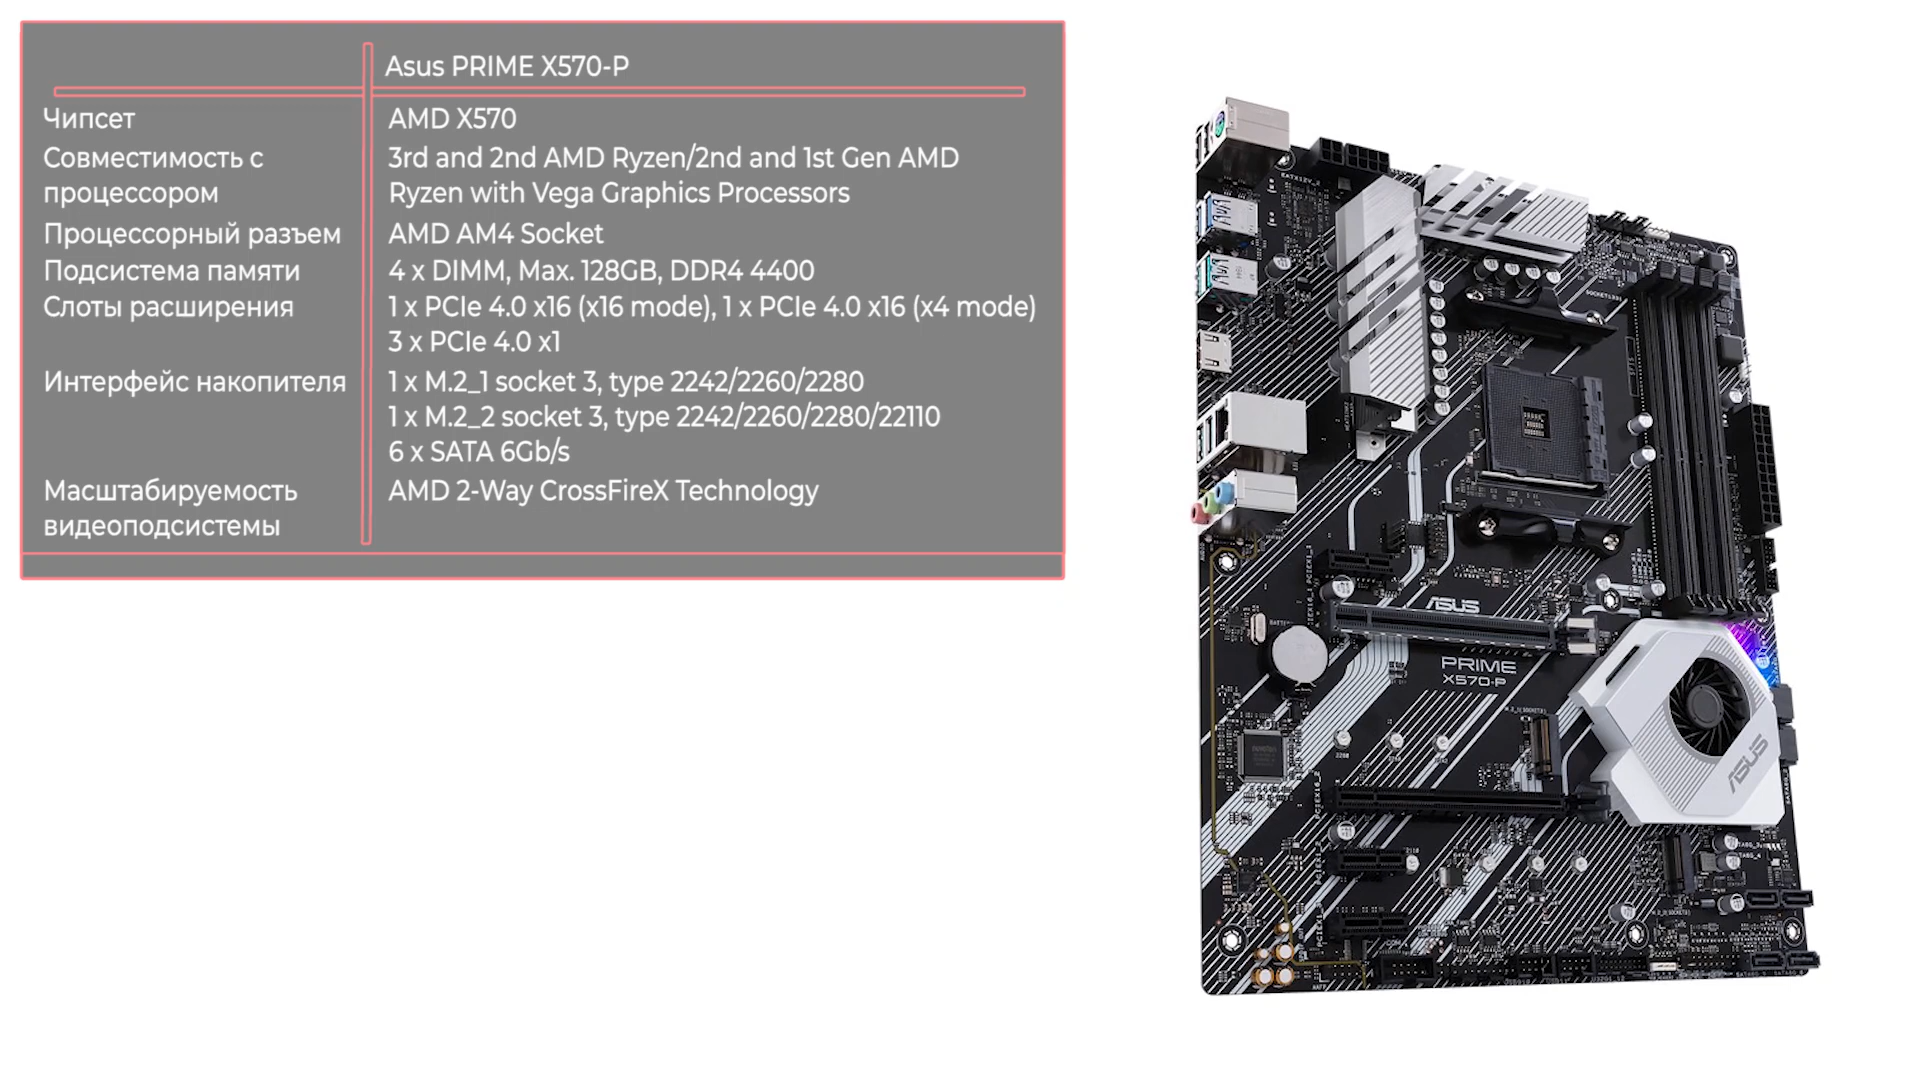 Asus PRIME X570-P
Чипсет
AMD X570
Совместимость с
процессором
3rd and 2nd AMD Ryzen/2nd and 1st Gen AMD
Ryzen with Vega Graphics Processors
Процессорный разъем
AMD AM4 Socket
Подсистема памяти
4 x DIMM, Max. 128GB, DDR4 4400
Слоты расширения
1 x PCIe 4.0 x16 (x16 mode), 1 x PCIe 4.0 x16 (x4 mode)
3 x PCIe 4.0 x1
Интерфейс накопителя
1 x M.2_1 socket 3, type 2242/2260/2280
1 x M.2_2 socket 3, type 2242/2260/2280/22110
6 x SATA 6Gb/s
Масштабируемость
видеоподсистемы
AMD 2-Way CrossFireX Technology
ASUS
PRIME
X570-P
ASUS